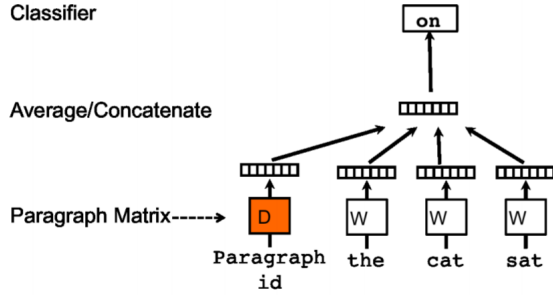 Classifier
on
Average/Concatenate
Paragraph Matrix
D
W
W
W
Paragraph
id
the
cat
sat